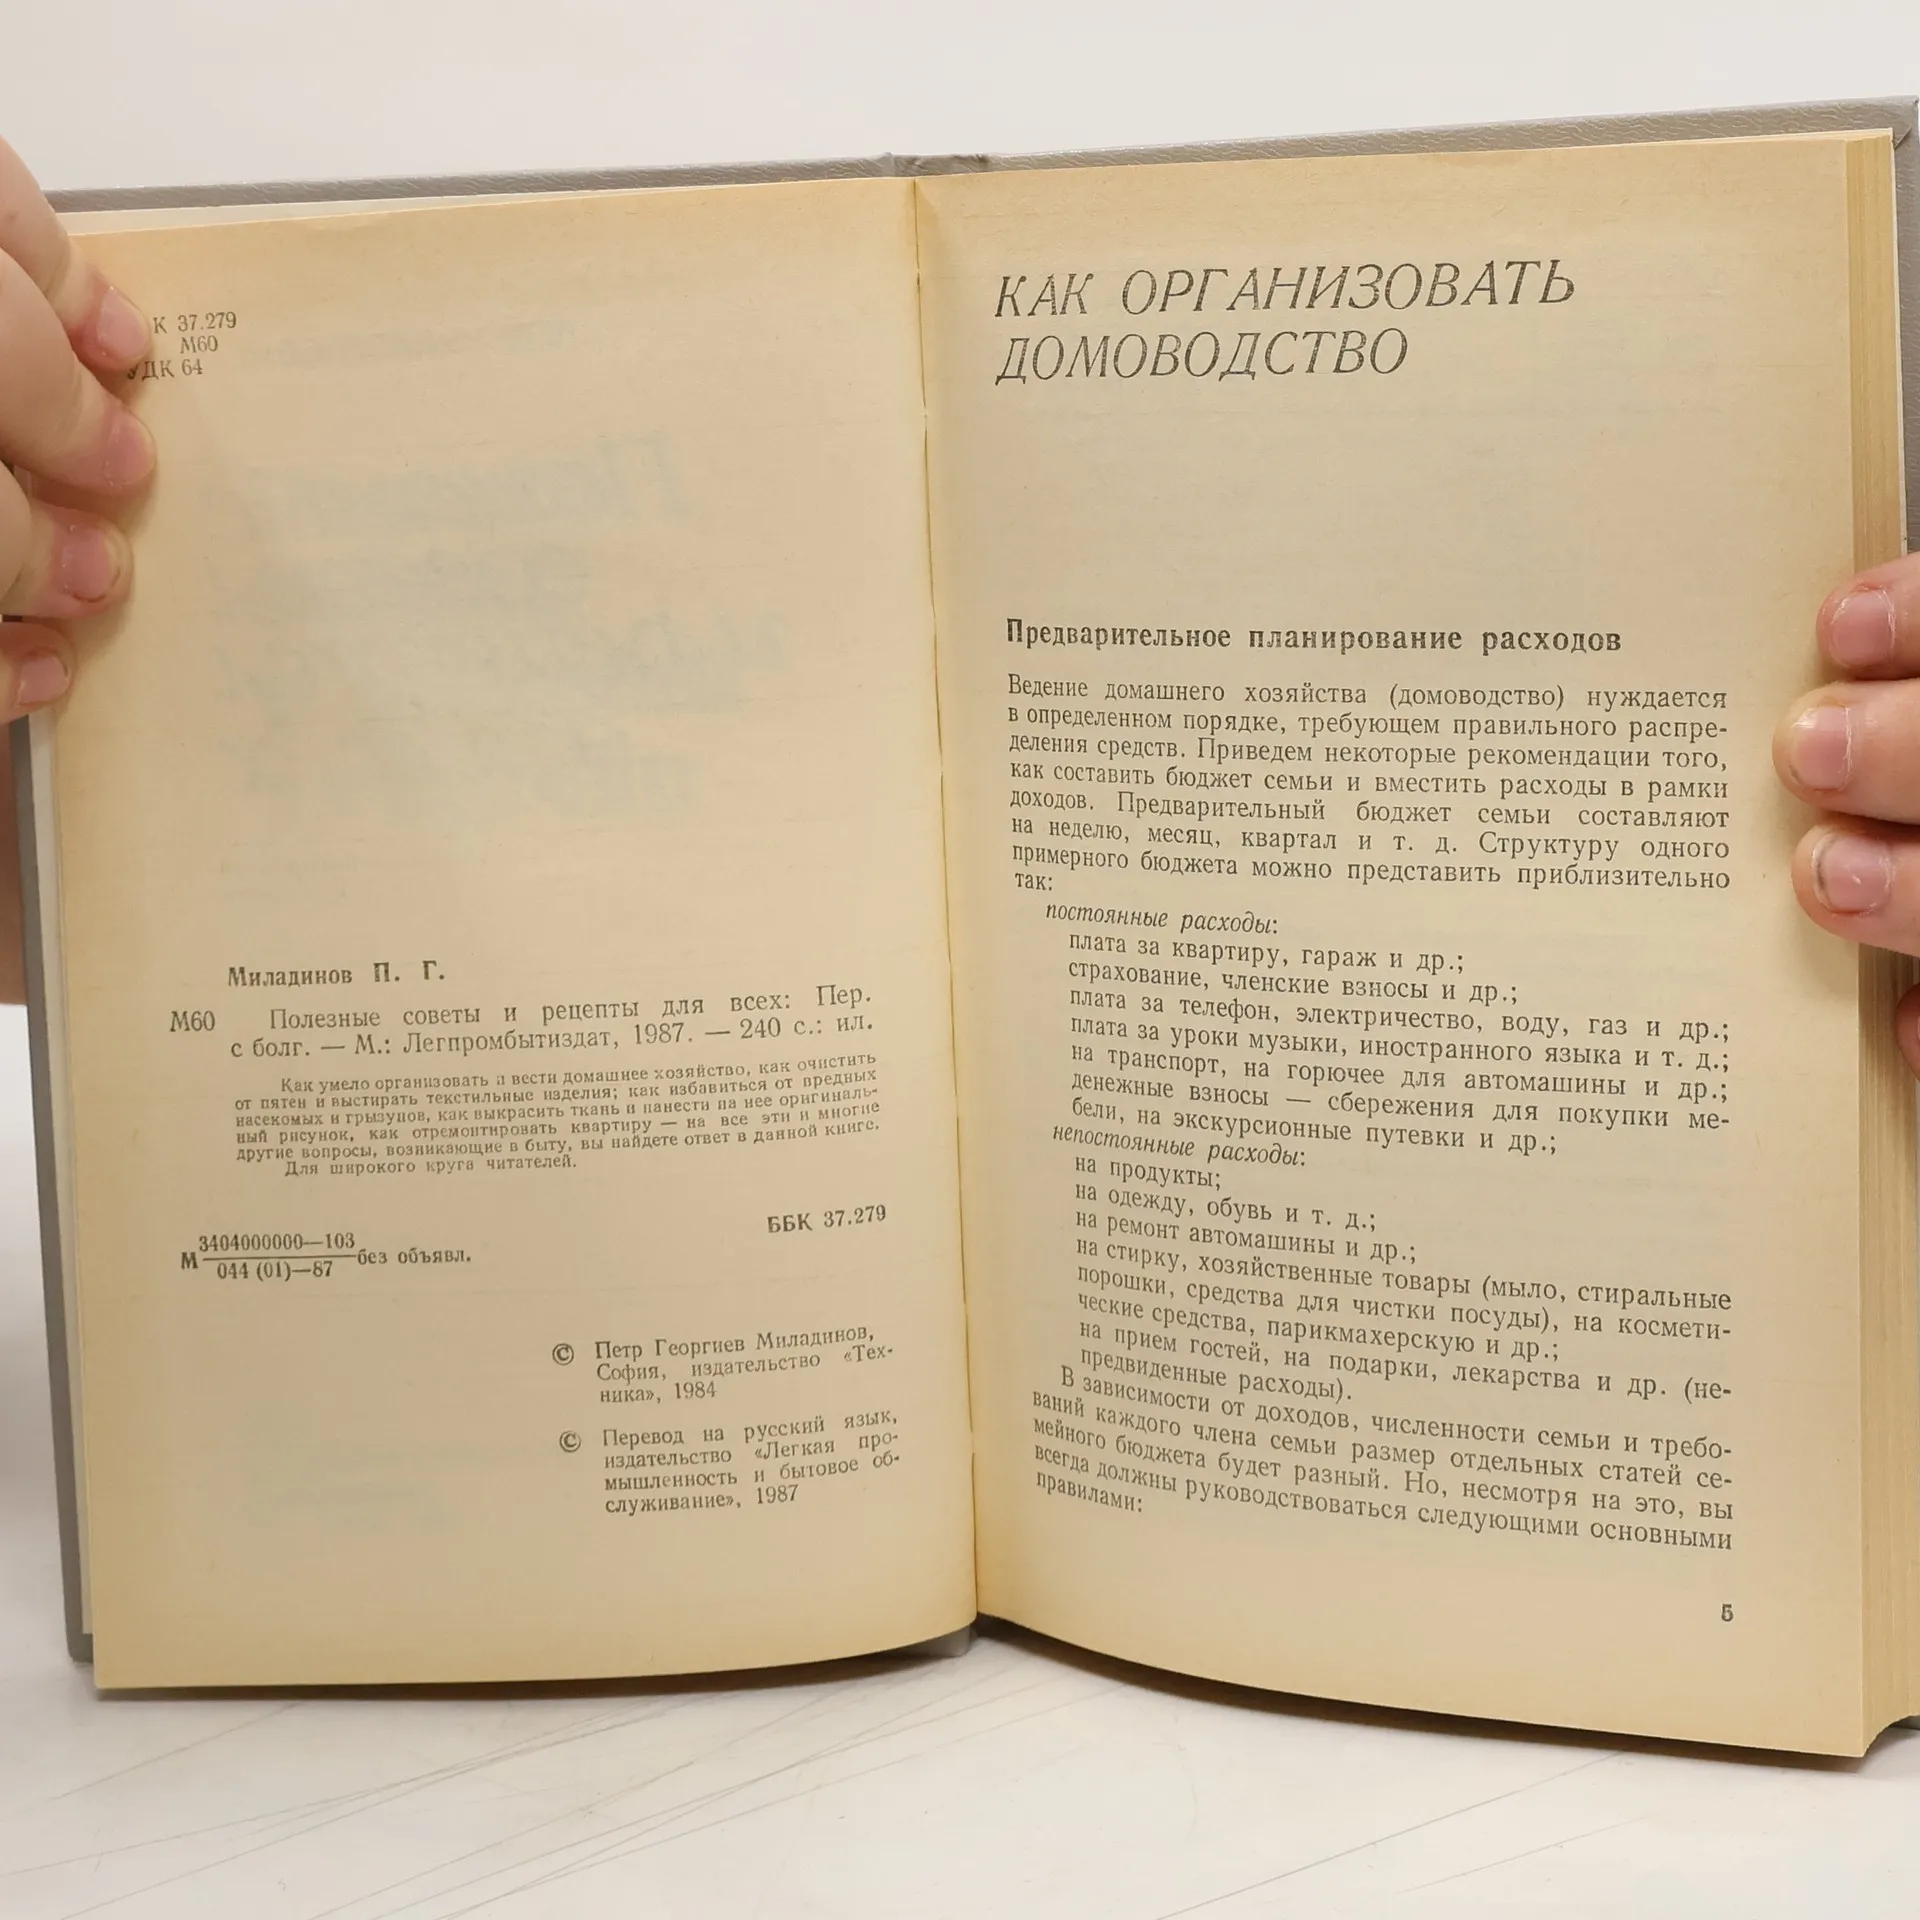 К 37.279
М60
УДК 64
Миладинов П. Г.
М60 Полезные советы и рецепты для всех: Пер.
с болг. — М.: Легпромбытиздат, 1987. — 240 с.: ил.
Как умело организовать и вести домашнее хозяйство, как очистить
от пятен и выстирать текстильные изделия; как избавиться от вредных
насекомых и грызунов, как выкрасить ткань и нанести на нее оригиналь-
ный рисунок, как отремонтировать квартиру — на все эти и многие
другие вопросы, возникающие в быту, вы найдете ответ в данной книге.
Для широкого круга читателей.
3404000000—103
М без объявл.
044 (01)—87
ББК 37.279
© Петр Георгиев Миладинов,
София, издательство «Тех-
ника», 1984
© Перевод на русский язык,
издательство «Легкая про-
мышленность и бытовое об-
служивание», 1987
КАК ОРГАНИЗОВАТЬ
ДОМОВОДСТВО
Предварительное планирование расходов
Ведение домашнего хозяйства (домоводство) нуждается
в определенном порядке, требующем правильного распре-
деления средств. Приведем некоторые рекомендации того,
как составить бюджет семьи и вместить расходы в рамки
доходов. Предварительный бюджет семьи составляют
на неделю, месяц, квартал и т. д. Структуру одного
примерного бюджета можно представить приблизительно
так:
постоянные расходы:
плата за квартиру, гараж и др.;
страхование, членские взносы и др.;
плата за телефон, электричество, воду, газ и др.;
плата за уроки музыки, иностранного языка и т. д.;
на транспорт, на горючее для автомашины и др.;
денежные взносы — сбережения для покупки ме-
бели, на экскурсионные путевки и др.;
непостоянные расходы:
на продукты;
на одежду, обувь и т. д.;
на ремонт автомашины и др.;
на стирку, хозяйственные товары (мыло, стиральные
порошки, средства для чистки посуды), на космети-
ческие средства, парикмахерскую и др.;
на прием гостей, на подарки, лекарства и др. (не-
предвиденные расходы).
В зависимости от доходов, численности семьи и требо-
ваний каждого члена семьи размер отдельных статей се-
мейного бюджета будет разный. Но, несмотря на это, вы
всегда должны руководствоваться следующими основными
правилами:
5